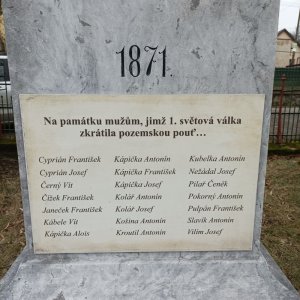 1871.
Na památku mužům, jimž 1. světová válka
zkrátila pozemskou pouť…
Cyprián František Kápička Antonín Kubelka Antonín
Cyprián Josef Kápička František Nežádal Josef
Černý Vít Kápička Josef Pilař Čeněk
Čížek František Kolář Antonín Pokorný Antonín
Janeček František Kolář Josef Pulpán František
Kábele Vít Košina Antonín Slavík Antonín
Kápička Alois Kroutil Antonín Vilím Josef